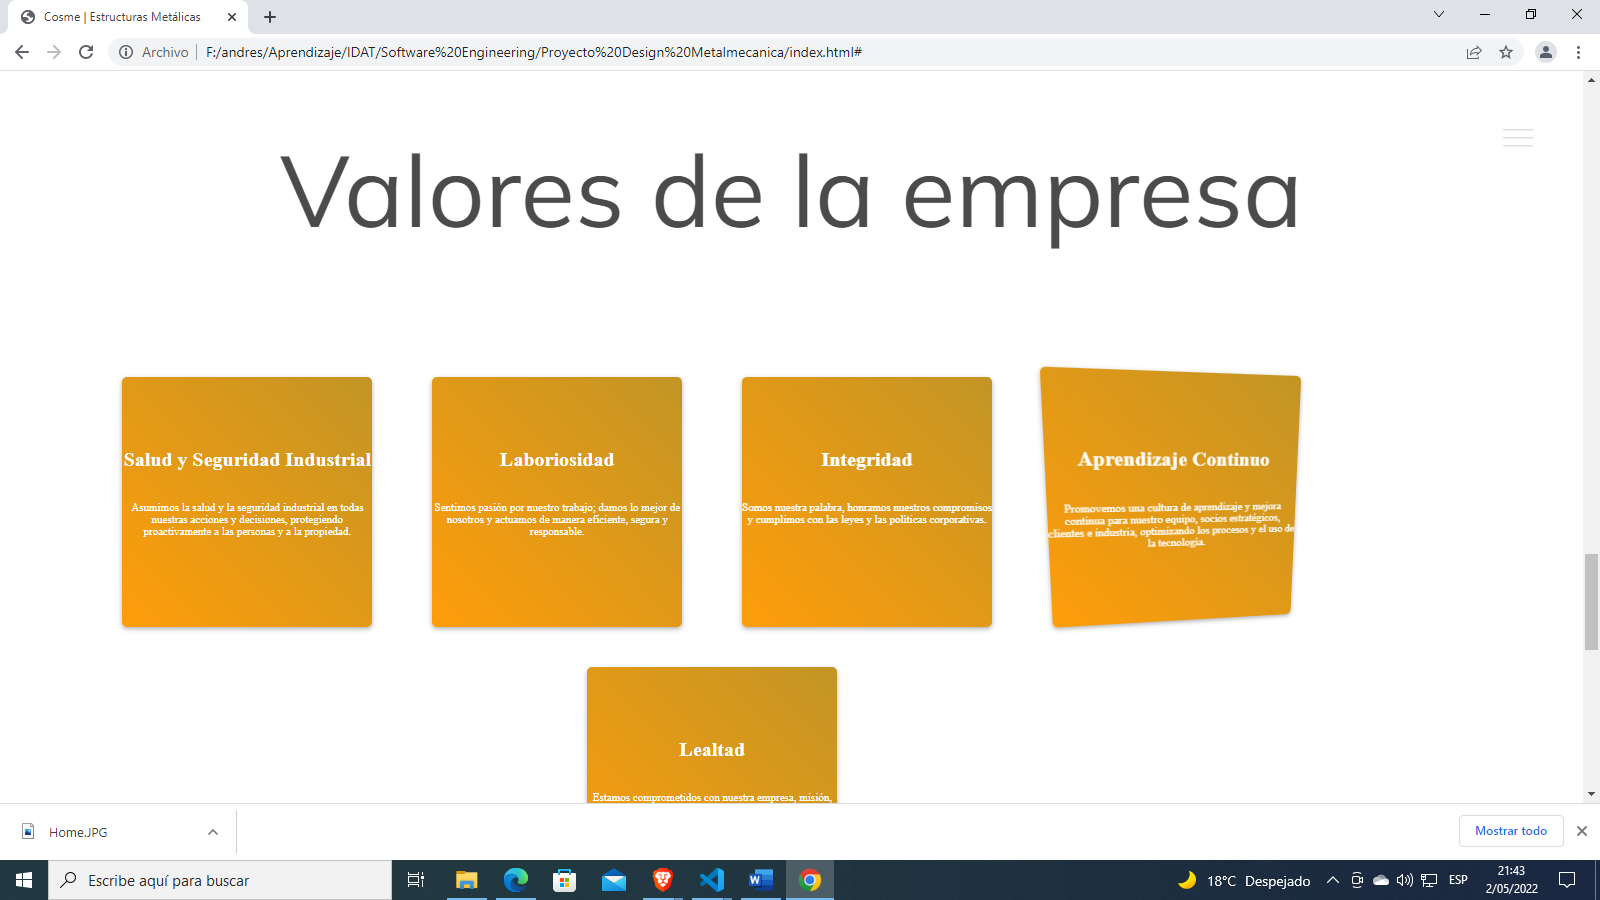 Cosme | Estructuras Metálicas
Archivo
F:/andres/Aprendizaje/IDAT/Software%20Engineering/Proyecto%20Design%20Metalmecanica/index.html#
Valores de la empresa
Salud y Seguridad Industrial
Asumimos la salud y la seguridad industrial en todas
nuestras acciones y decisiones, protegiendo
proactivamente a las personas y a la propiedad.
Laboriosidad
Sentimos pasión por nuestro trabajo; damos lo mejor de
nosotros y actuamos de manera eficiente, segura y
responsable.
Integridad
Somos nuestra palabra, honramos nuestros compromisos
y cumplimos con las leyes y las políticas corporativas.
Aprendizaje Continuo
Promovemos una cultura de aprendizaje y mejora
continua para nuestro equipo, socios estratégicos,
clientes e industria, optimizando los procesos y el uso de
la tecnología.
Lealtad
Estamos comprometidos con nuestra empresa, misión,
Home.JPG
Mostrar todo
Escribe aquí para buscar
W
18°C Despejado
ESP
21:43
2/05/2022